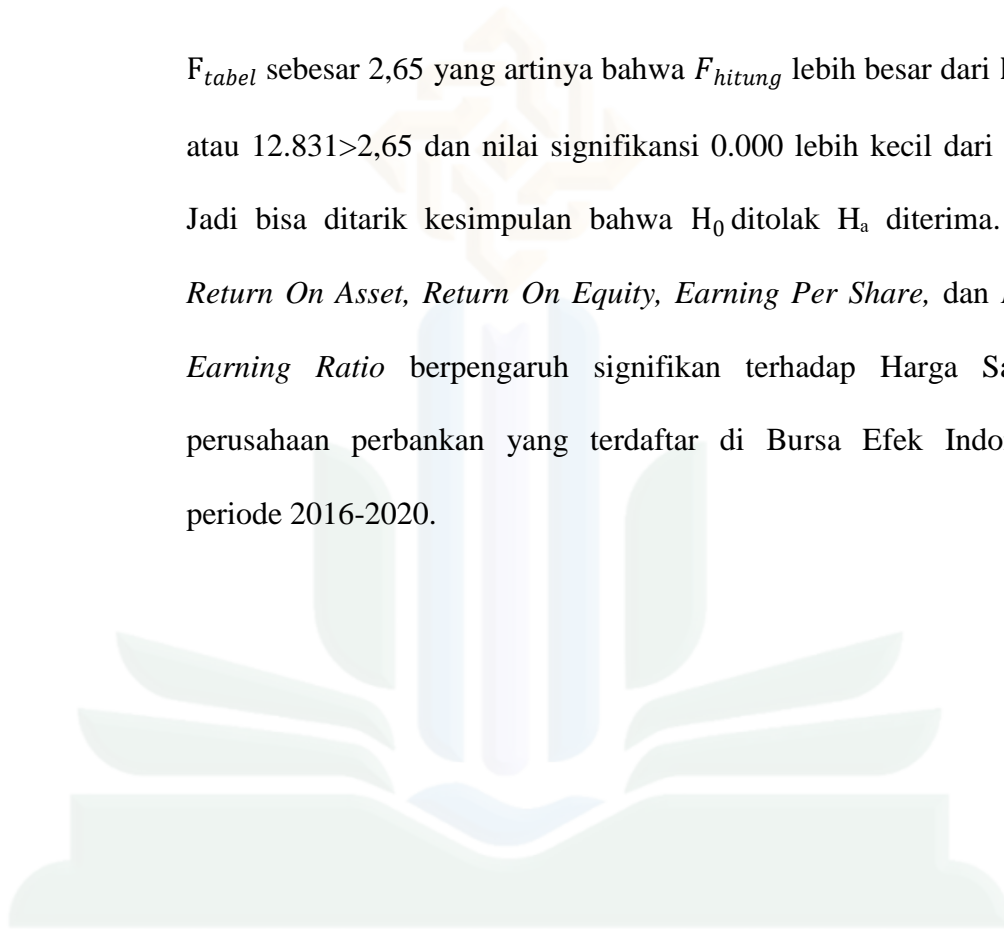 F_tabel sebesar 2,65 yang artinya bahwa F_hitung lebih besar dari
atau 12.831>2,65 dan nilai signifikansi 0.000 lebih kecil dari
Jadi bisa ditarik kesimpulan bahwa H₀ ditolak Hₐ diterima.
Return On Asset, Return On Equity, Earning Per Share, dan
Earning Ratio berpengaruh signifikan terhadap Harga
perusahaan perbankan yang terdaftar di Bursa Efek
periode 2016-2020.